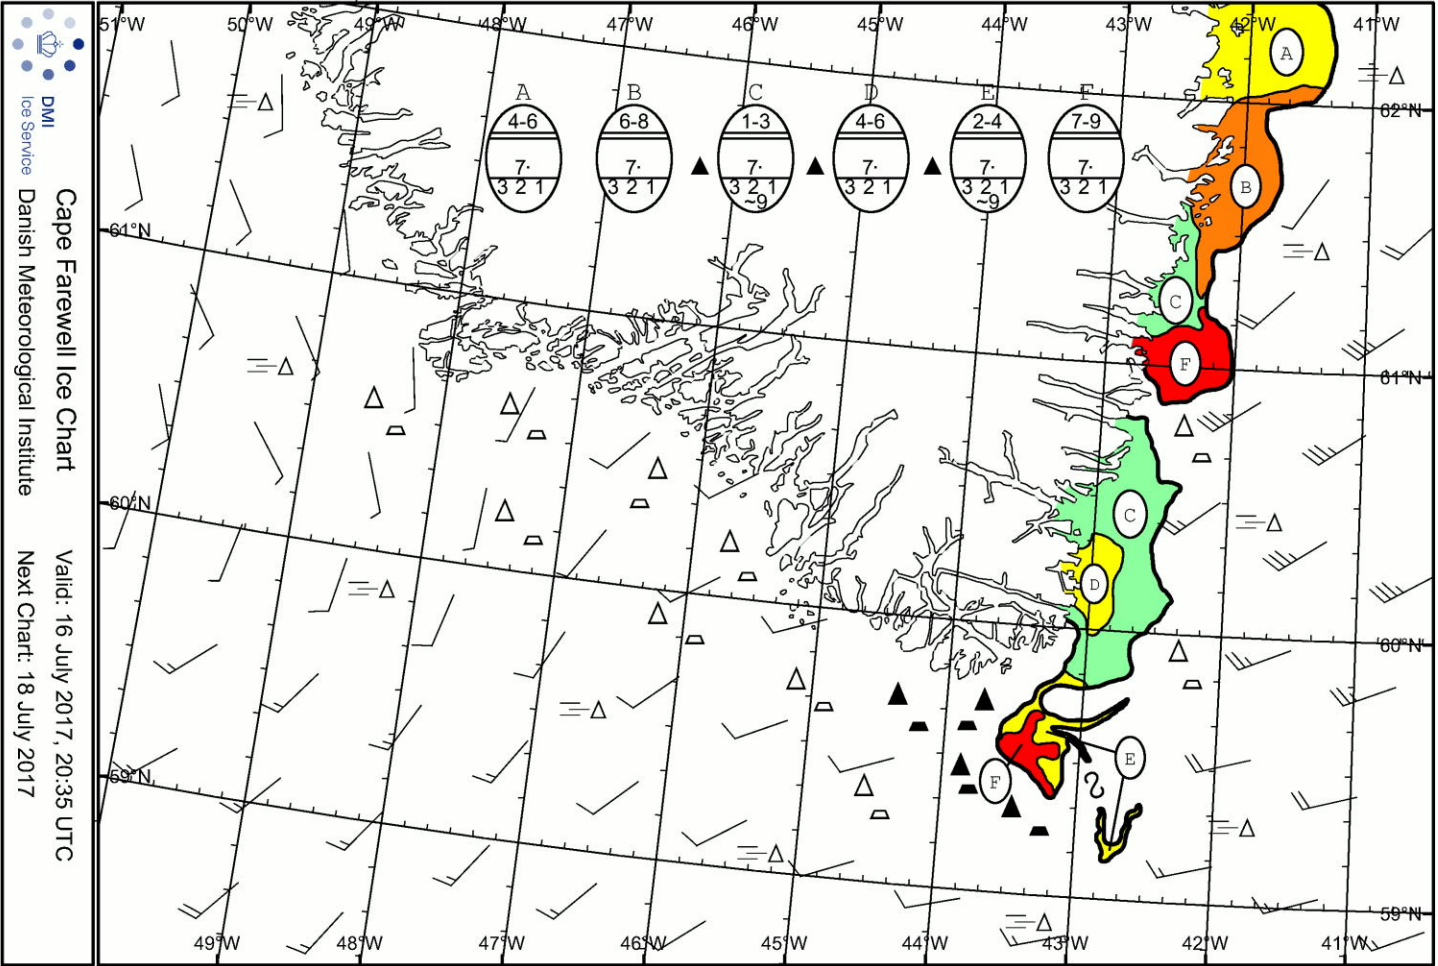 Cape Farewell Ice Chart
Danish Meteorological Institute
Valid: 16 July 2017, 20:35 UTC
Next Chart: 18 July 2017
DMI
Ice Service
51°W 50°W 49°W 48°W 47°W 46°W 45°W 44°W 43°W 42°W 41°W
A B C D E F
4-6 6-8 1-3 4-6 2-4 7-9
7· 7· 7· 7· 7· 7·
3 2 1 3 2 1 3 2 1 3 2 1 3 2 1 3 2 1
~9 ~9
A
62°N
B
61°N
C
F
61°N
60°N
C
D
60°N
59°N
E
F
59°N
49°W 48°W 47°W 46°W 45°W 44°W 43°W 42°W 41°W